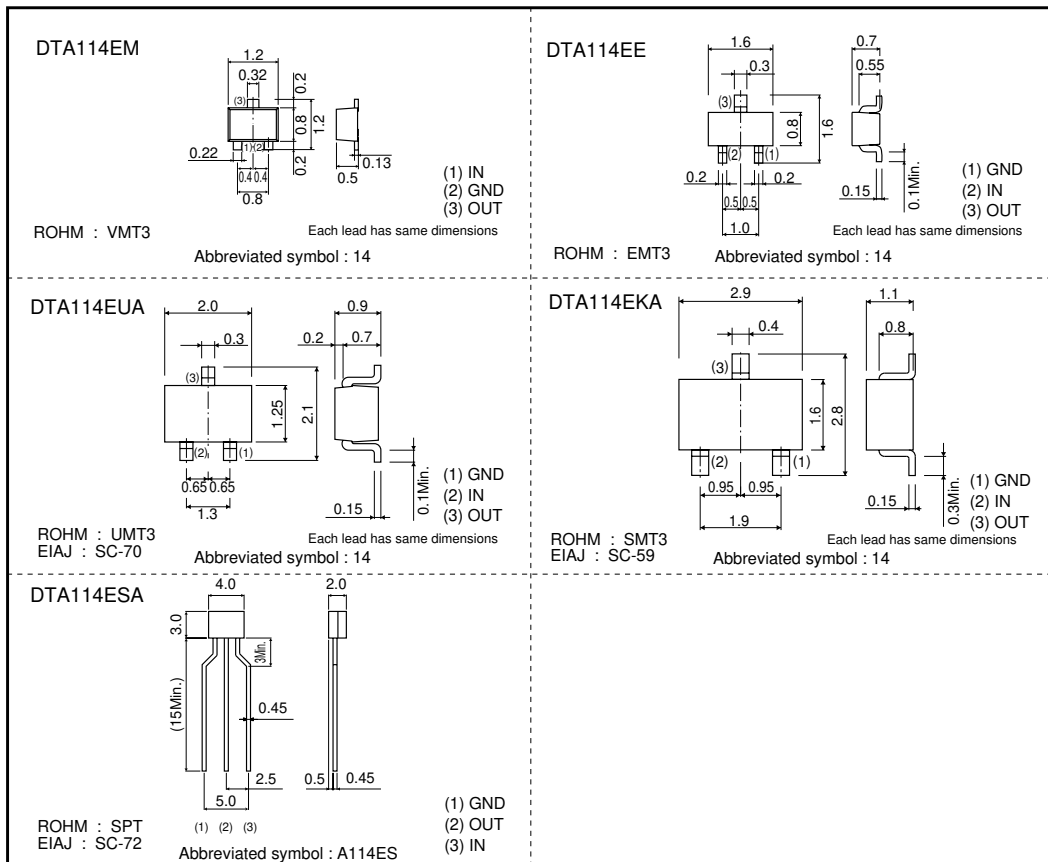 DTA114EM
1.2
0.32
0.2
(3)
0.8
1.2
(1)
(2)
0.22
0.2
0.4
0.4
0.8
0.13
0.5
(1) IN
(2) GND
(3) OUT
ROHM : VMT3
Each lead has same dimensions
Abbreviated symbol : 14
DTA114EE
1.6
0.3
0.7
0.55
(3)
0.8
1.6
(2)
(1)
0.2
0.2
0.5
0.5
1.0
0.15
0.1Min.
(1) GND
(2) IN
(3) OUT
ROHM : EMT3
Each lead has same dimensions
Abbreviated symbol : 14
DTA114EUA
2.0
0.3
0.9
0.2
0.7
(3)
1.25
2.1
(2)
(1)
0.65
0.65
1.3
0.15
0.1Min.
(1) GND
(2) IN
(3) OUT
ROHM : UMT3
EIAJ : SC-70
Each lead has same dimensions
Abbreviated symbol : 14
DTA114EKA
2.9
0.4
1.1
0.8
(3)
1.6
2.8
(2)
(1)
0.95
0.95
1.9
0.15
0.3Min.
(1) GND
(2) IN
(3) OUT
ROHM : SMT3
EIAJ : SC-59
Each lead has same dimensions
Abbreviated symbol : 14
DTA114ESA
4.0
2.0
3.0
3Min.
(15Min.)
0.45
2.5
5.0
0.5
0.45
(1) (2) (3)
(1) GND
(2) OUT
(3) IN
ROHM : SPT
EIAJ : SC-72
Abbreviated symbol : A114ES